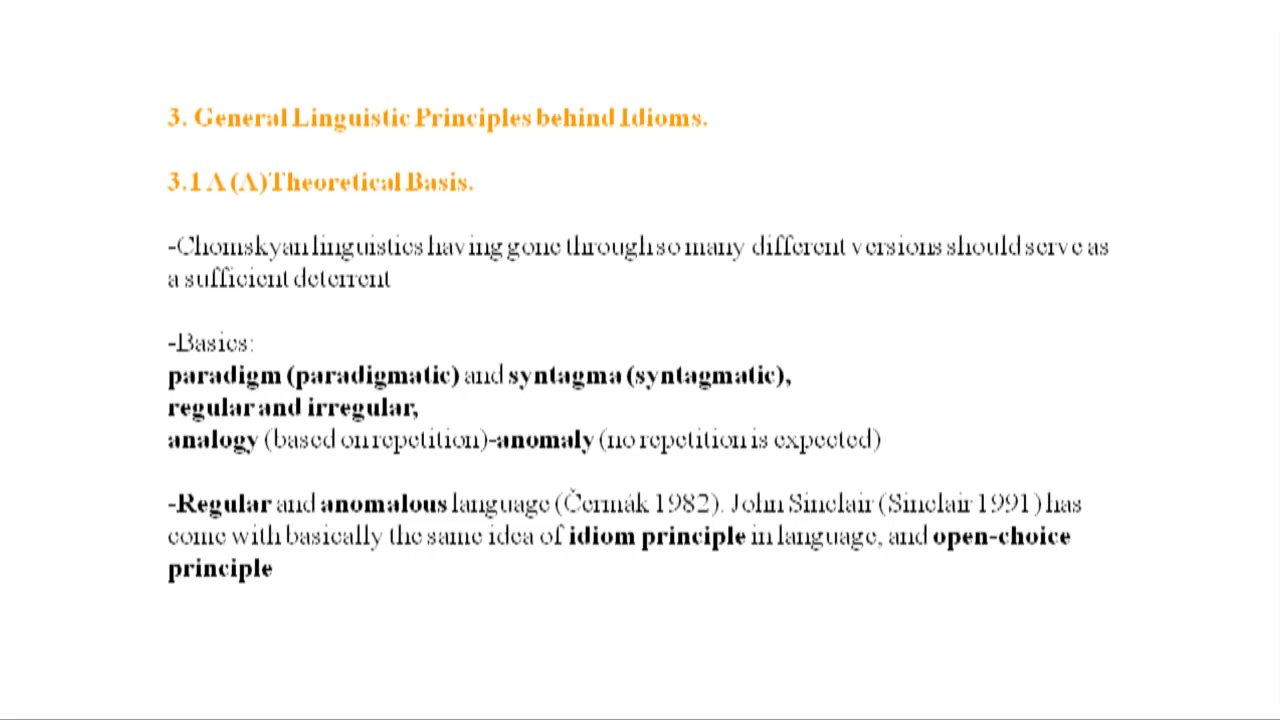 3. General Linguistic Principles behind Idioms.
3.1 A (A)Theoretical Basis.
-Chomskyan linguistics having gone through so many different versions should serve as
a sufficient deterrent
-Basics:
paradigm (paradigmatic) and syntagma (syntagmatic),
regular and irregular,
analogy (based on repetition)-anomaly (no repetition is expected)
-Regular and anomalous language (Čermák 1982). John Sinclair (Sinclair 1991) has
come with basically the same idea of idiom principle in language, and open-choice
principle